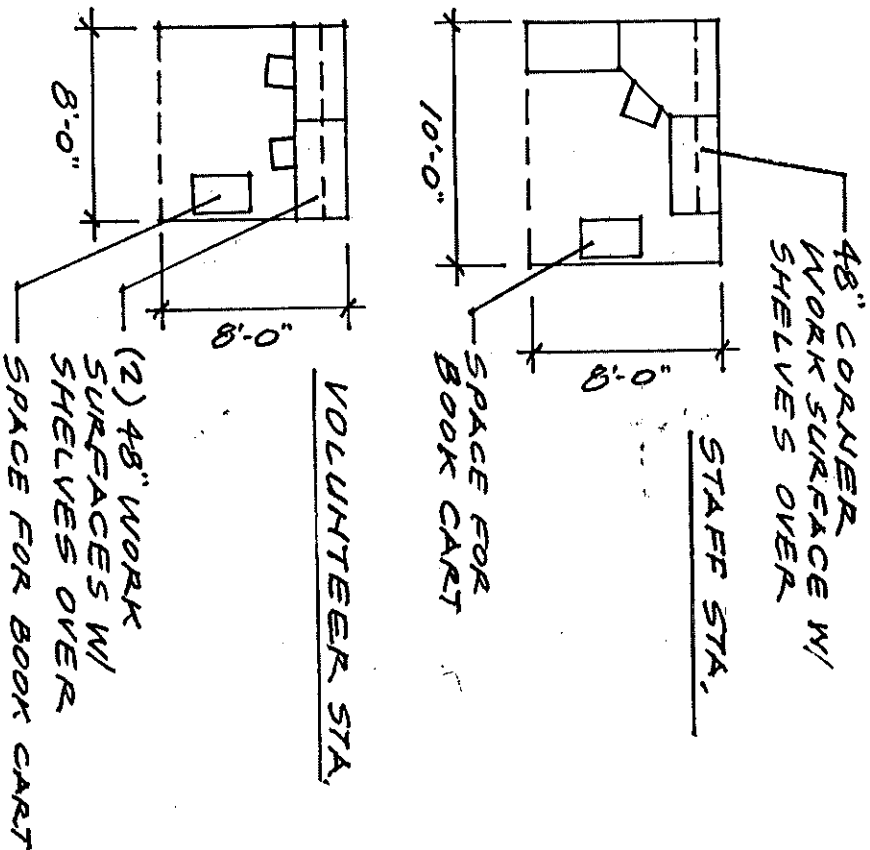 48" CORNER
WORK SURFACE W/
SHELVES OVER
STAFF STA.
8'-0"
SPACE FOR
BOOK CART
10'-0"
VOLUNTEER STA.
8'-0"
(2) 48" WORK
SURFACES W/
SHELVES OVER
8'-0"
SPACE FOR BOOK CART